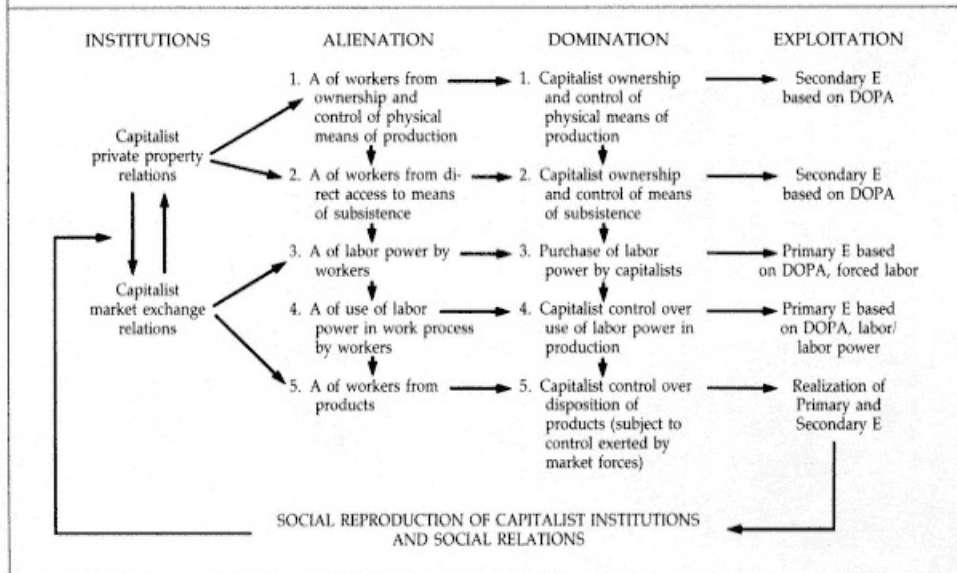 INSTITUTIONS
ALIENATION
DOMINATION
EXPLOITATION
Capitalist
private property
relations
Capitalist
market exchange
relations
1. A of workers from
ownership and
control of physical
means of production
2. A of workers from di-
rect access to means
of subsistence
3. A of labor power by
workers
4. A of use of labor
power in work process
by workers
5. A of workers from
products
1. Capitalist ownership
and control of
physical means of
production
2. Capitalist ownership
and control of means
of subsistence
3. Purchase of labor
power by capitalists
4. Capitalist control over
use of labor power in
production
5. Capitalist control over
disposition of
products (subject to
control exerted by
market forces)
Secondary E
based on DOPA
Secondary E
based on DOPA
Primary E based
on DOPA, forced labor
Primary E based
on DOPA, labor/
labor power
Realization of
Primary and
Secondary E
SOCIAL REPRODUCTION OF CAPITALIST INSTITUTIONS
AND SOCIAL RELATIONS